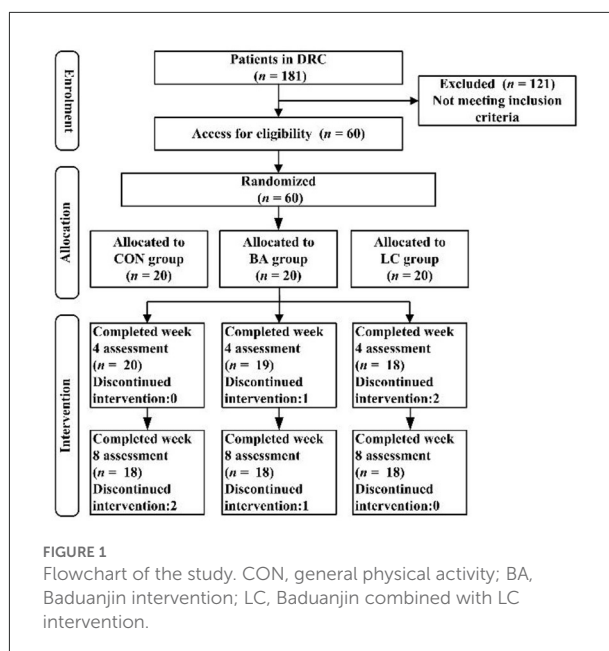 Enrolment
Patients in DRC
(n = 181)
Excluded (n = 121)
Not meeting inclusion
criteria
Access for eligibility (n = 60)
Allocation
Randomized
(n = 60)
Allocated to
CON group
(n = 20)
Allocated to
BA group
(n = 20)
Allocated to
LC group
(n = 20)
Intervention
Completed week
4 assessment
(n = 20)
Discontinued
intervention:0
Completed week
4 assessment
(n = 19)
Discontinued
intervention:1
Completed week
4 assessment
(n = 18)
Discontinued
intervention:2
Completed week
8 assessment
(n = 18)
Discontinued
intervention:2
Completed week
8 assessment
(n = 18)
Discontinued
intervention:1
Completed week
8 assessment
(n = 18)
Discontinued
intervention:0
FIGURE 1
Flowchart of the study. CON, general physical activity; BA,
Baduanjin intervention; LC, Baduanjin combined with LC
intervention.